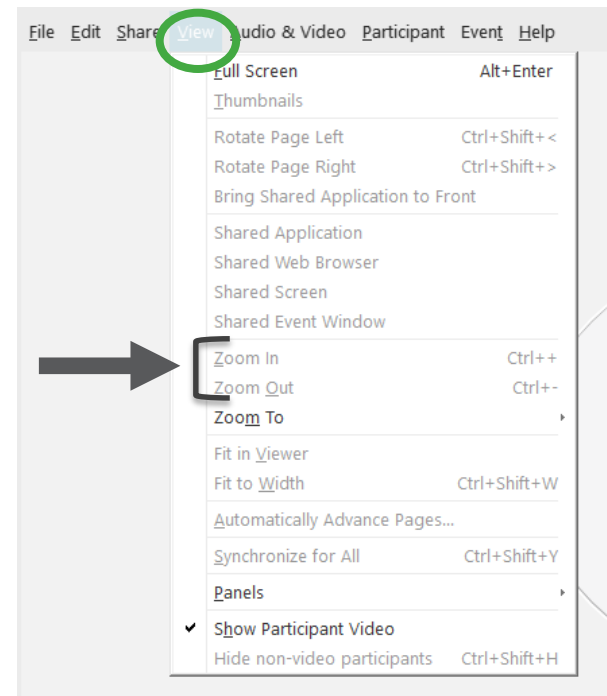 File Edit Share View Audio & Video Participant Event Help
Full Screen Alt+Enter
Thumbnails
Rotate Page Left Ctrl+Shift+<
Rotate Page Right Ctrl+Shift+>
Bring Shared Application to Front
Shared Application
Shared Web Browser
Shared Screen
Shared Event Window
Zoom In Ctrl++
Zoom Out Ctrl+-
Zoom To
Fit in Viewer
Fit to Width Ctrl+Shift+W
Automatically Advance Pages...
Synchronize for All Ctrl+Shift+Y
Panels
Show Participant Video
Hide non-video participants Ctrl+Shift+H